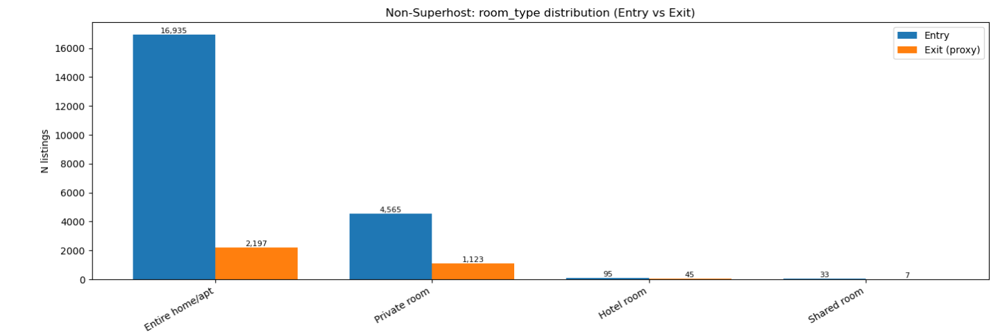 Non-Superhost: room_type distribution (Entry vs Exit)
Entry
Exit (proxy)
N listings
16000
14000
12000
10000
8000
6000
4000
2000
0
16,935
2,197
4,565
1,123
95
45
33
7
Entire home/apt
Private room
Hotel room
Shared room